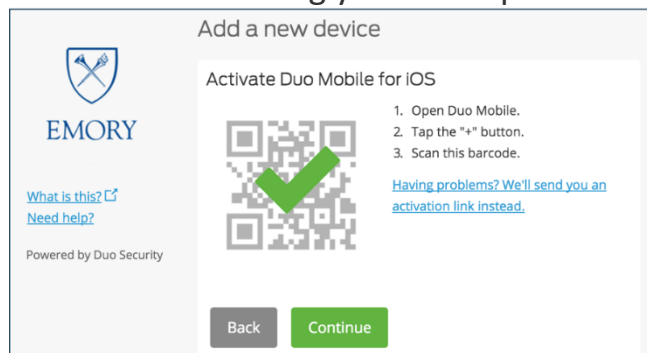 Add a new device
EMORY
What is this?
Need help?
Powered by Duo Security
Activate Duo Mobile for iOS
1. Open Duo Mobile.
2. Tap the "+" button.
3. Scan this barcode.
Having problems? We'll send you an
activation link instead.
Back
Continue